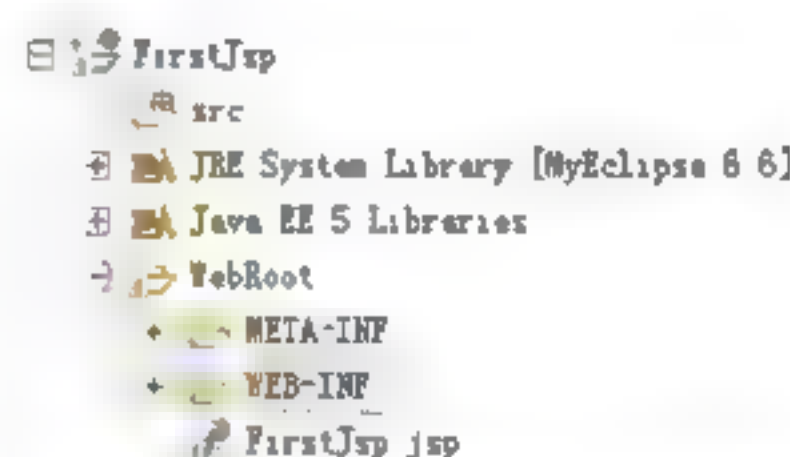 FirstJsp
src
JRE System Library [MyEclipse 6 6]
Java EE 5 Libraries
WebRoot
META-INF
WEB-INF
FirstJsp jsp